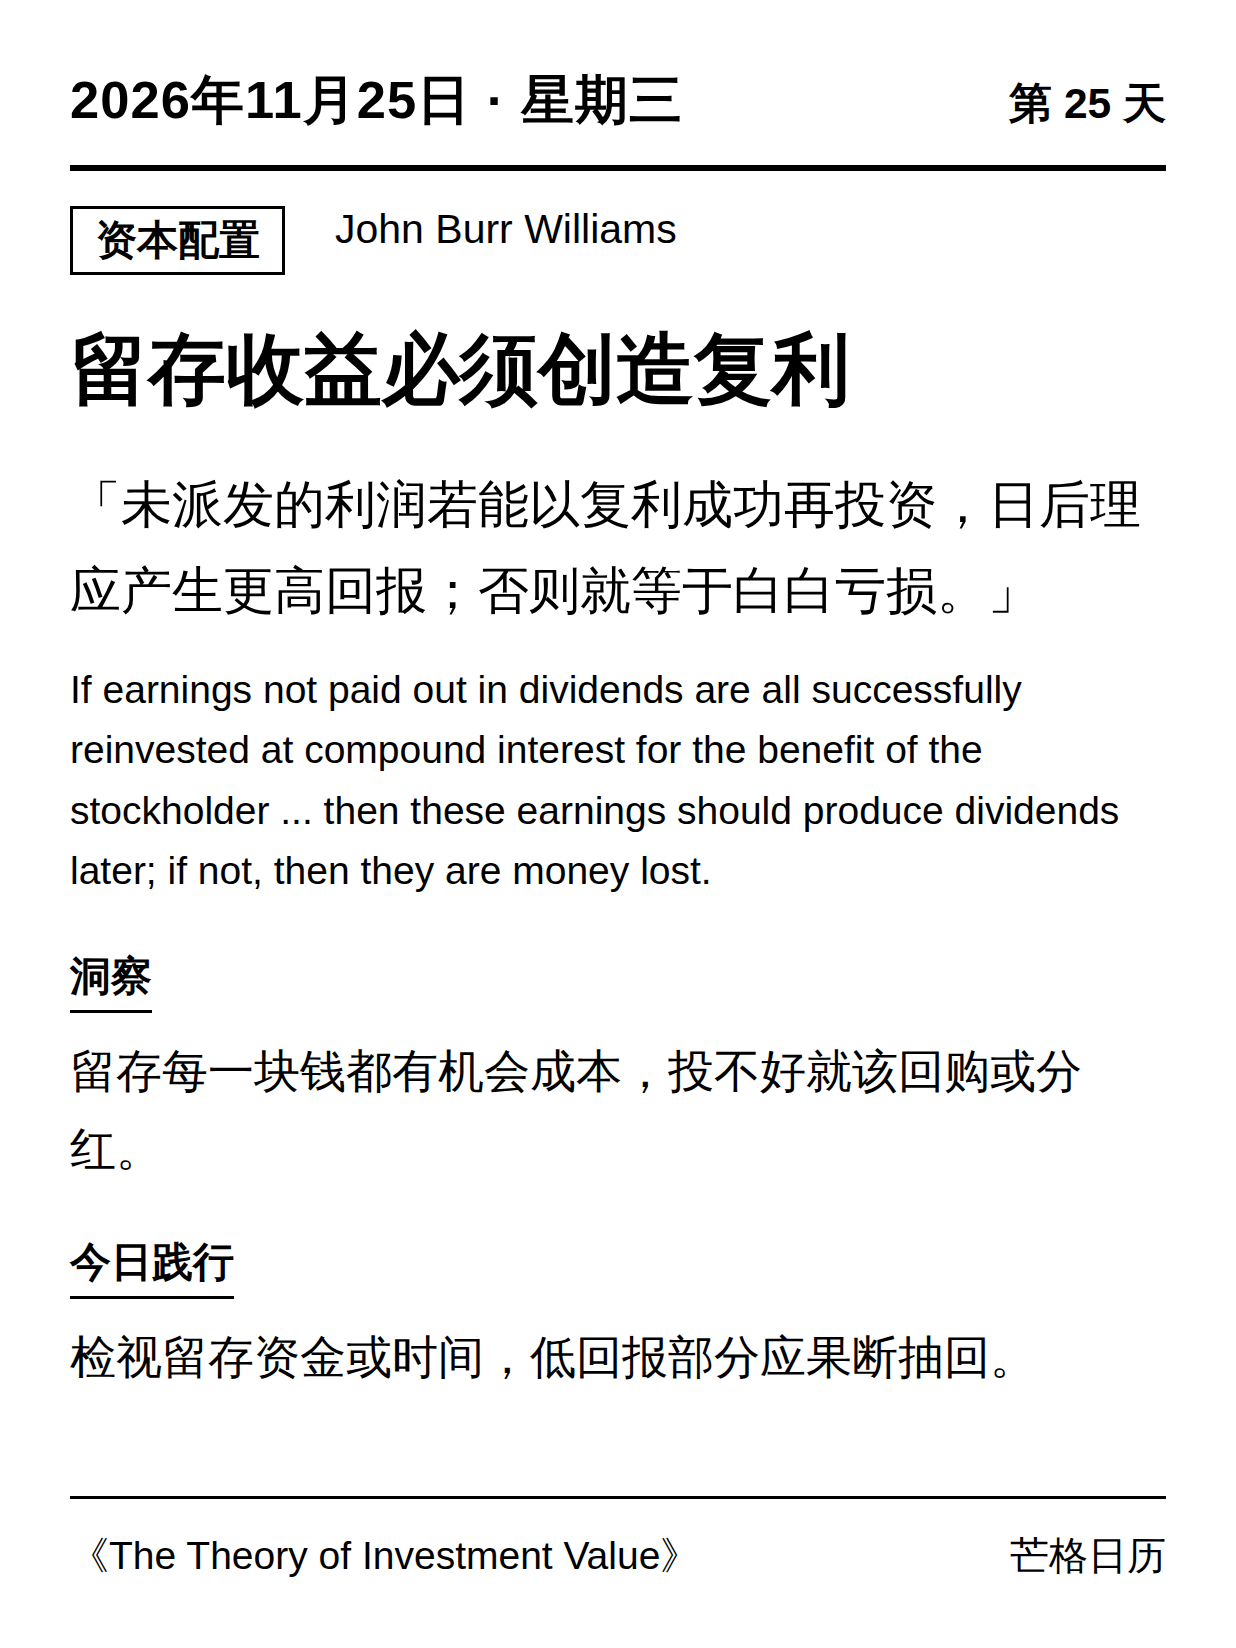 2026年11月25日 · 星期三
第 25 天
资本配置
John Burr Williams
留存收益必须创造复利
「未派发的利润若能以复利成功再投资，日后理
应产生更高回报；否则就等于白白亏损。」
If earnings not paid out in dividends are all successfully
reinvested at compound interest for the benefit of the
stockholder ... then these earnings should produce dividends
later; if not, then they are money lost.
洞察
留存每一块钱都有机会成本，投不好就该回购或分
红。
今日践行
检视留存资金或时间，低回报部分应果断抽回。
《The Theory of Investment Value》
芒格日历